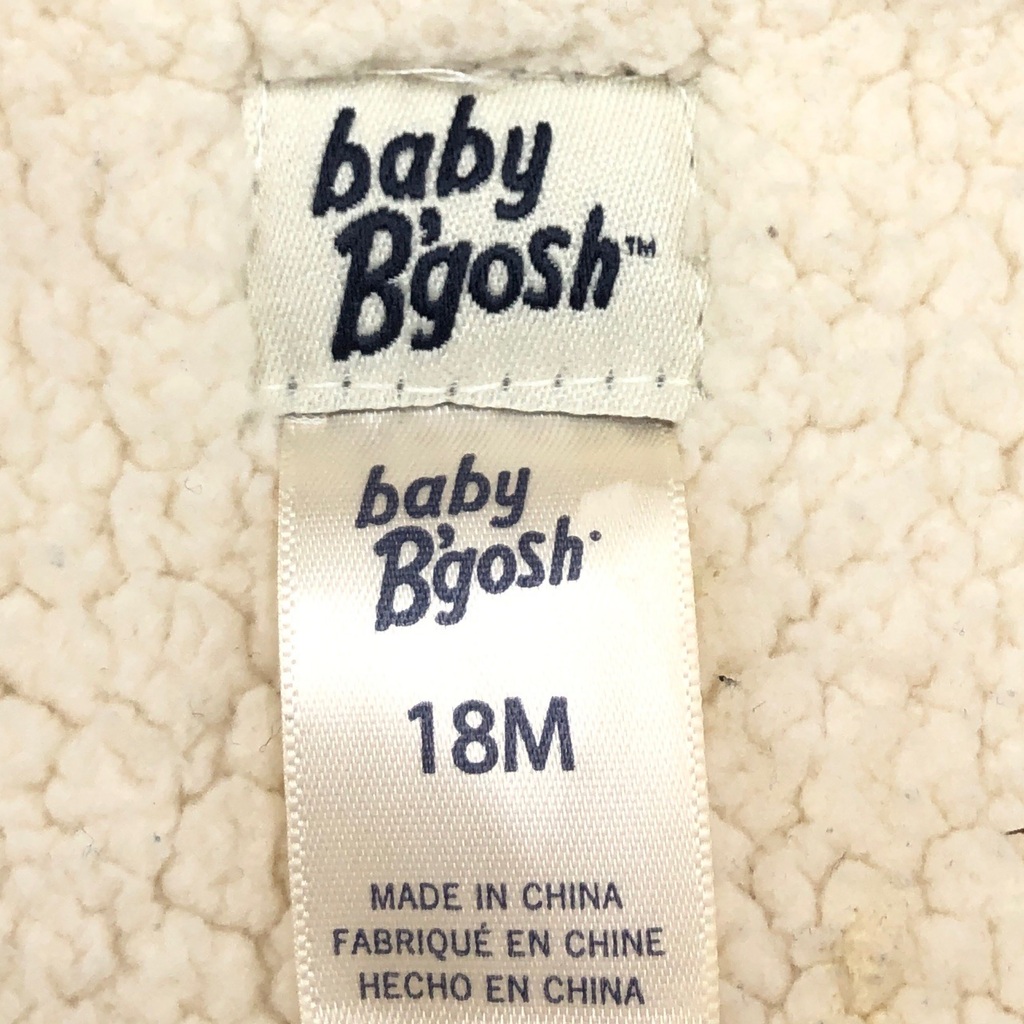 baby
B'gosh™
baby
B'gosh
18M
MADE IN CHINA
FABRIQUÉ EN CHINE
HECHO EN CHINA